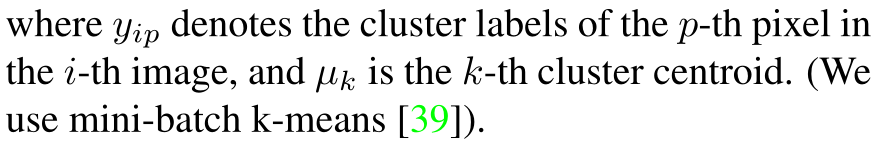 where y_{ip} denotes the cluster labels of the p-th pixel in
the i-th image, and μ_k is the k-th cluster centroid. (We
use mini-batch k-means [39]).